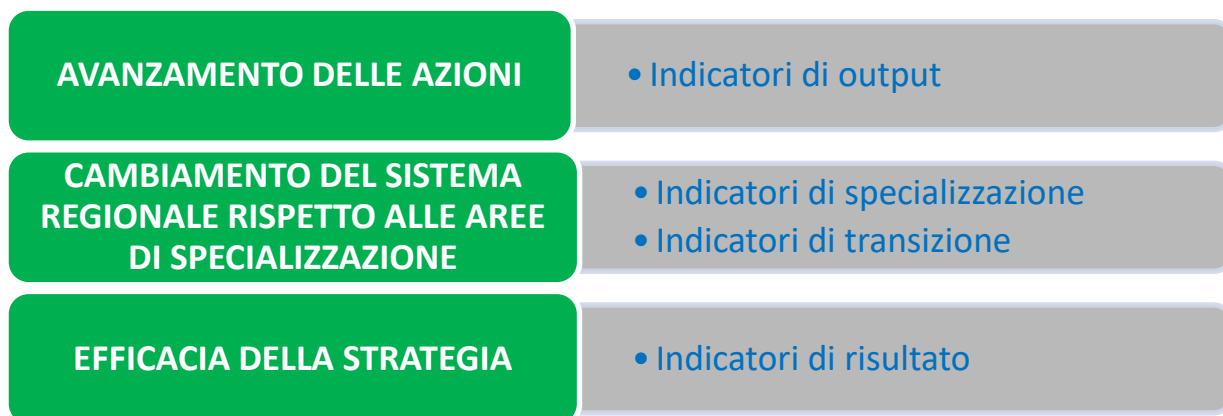 AVANZAMENTO DELLE AZIONI
• Indicatori di output
CAMBIAMENTO DEL SISTEMA
REGIONALE RISPETTO ALLE AREE
DI SPECIALIZZAZIONE
• Indicatori di specializzazione
• Indicatori di transizione
EFFICACIA DELLA STRATEGIA
• Indicatori di risultato